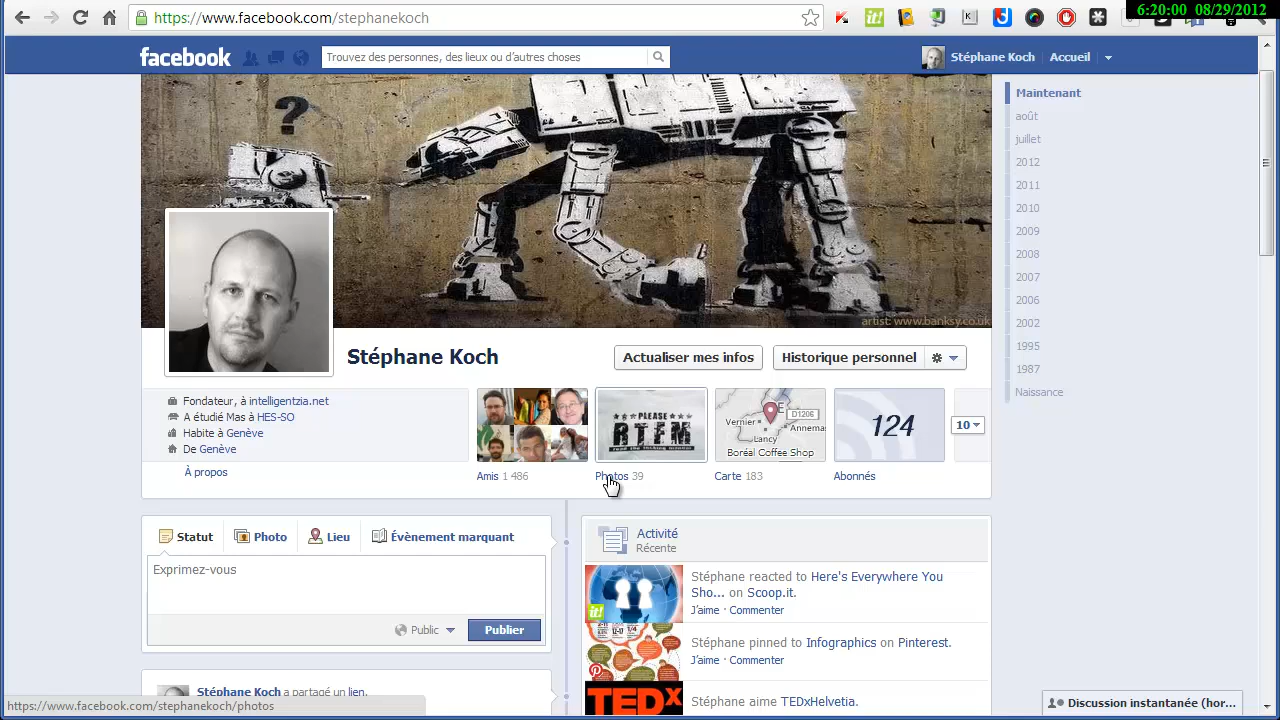 6:20:00 08/29/2012
https://www.facebook.com/stephanekoch
facebook
Trouvez des personnes, des lieux ou d'autres choses
Stéphane Koch
Accueil
Maintenant
août
juillet
2012
2011
2010
2009
2008
2007
2006
2002
1995
1987
Naissance
?
artist: www.banksy.co.uk
Stéphane Koch
Actualiser mes infos
Historique personnel
Fondateur, à intelligentzia.net
A étudié Mas à HES-SO
Habite à Genève
De Genève
À propos
PLEASE
RTFM
D1206
Vernier
Annemas
Lancy
Boréal Coffee Shop
124
10
Amis 1 486
Photos 39
Carte 183
Abonnés
Statut
Photo
Lieu
Évènement marquant
Exprimez-vous
Public
Publier
Activité
Récente
it!
Stéphane reacted to Here's Everywhere You
Sho... on Scoop.it.
J'aime · Commenter
Stéphane pinned to Infographics on Pinterest.
J'aime · Commenter
TEDx
Stéphane aime TEDxHelvetia.
Stéphane Koch a partagé un lien.
https://www.facebook.com/stephanekoch/photos
Discussion instantanée (hor...